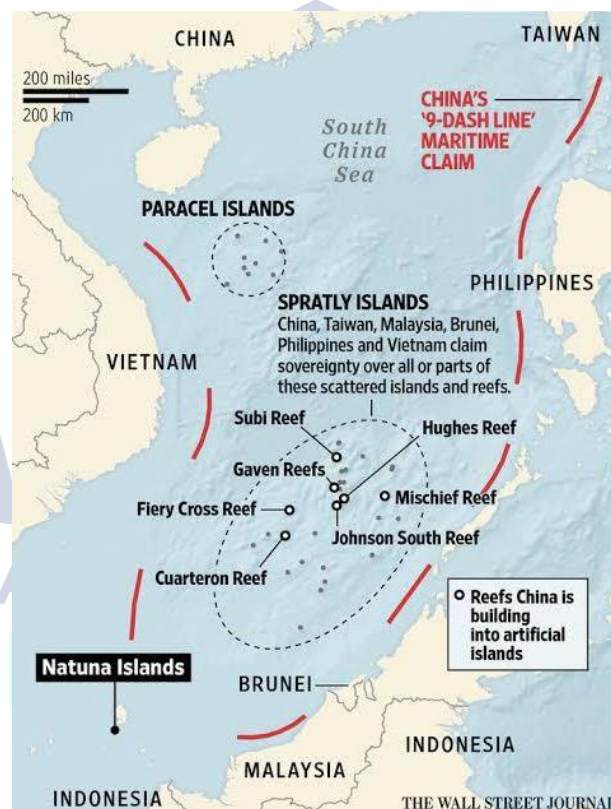 CHINA
TAIWAN
200 miles
200 km
CHINA'S
'9-DASH LINE'
MARITIME
CLAIM
South
China
Sea
PARACEL ISLANDS
PHILIPPINES
SPRATLY ISLANDS
China, Taiwan, Malaysia, Brunei,
Philippines and Vietnam claim
sovereignty over all or parts of
these scattered islands and reefs.
VIETNAM
Subi Reef
Hughes Reef
Gaven Reefs
Mischief Reef
Fiery Cross Reef
Johnson South Reef
Cuarteron Reef
Reefs China is
building
into artificial
islands
Natuna Islands
BRUNEI
MALAYSIA
INDONESIA
INDONESIA
THE WALL STREET JOURNAL